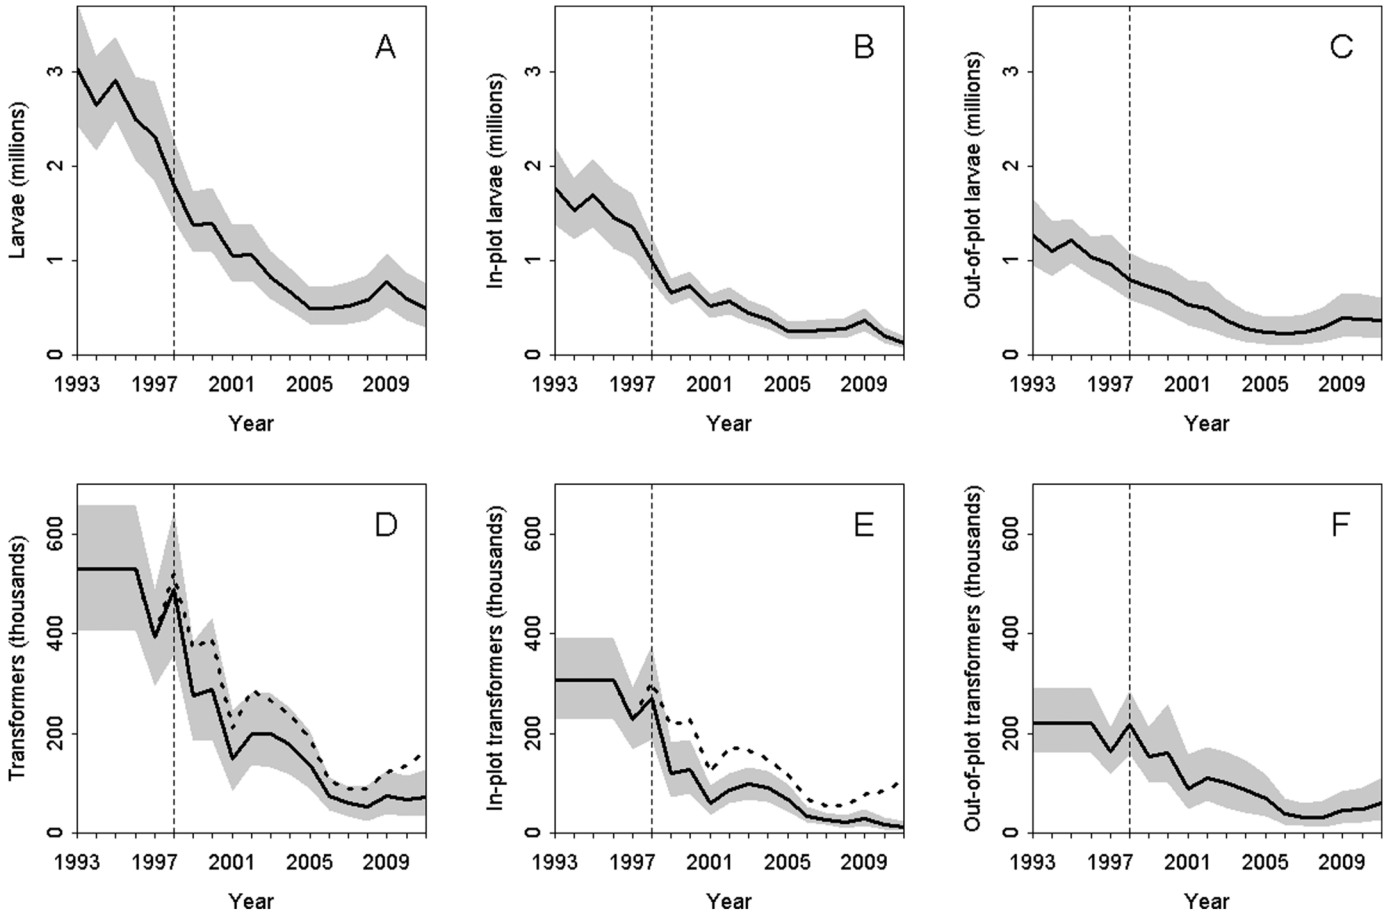 A
Larvae (millions)
3
2
1
0
1993 1997 2001 2005 2009
Year
B
In-plot larvae (millions)
3
2
1
0
1993 1997 2001 2005 2009
Year
C
Out-of-plot larvae (millions)
3
2
1
0
1993 1997 2001 2005 2009
Year
D
Transformers (thousands)
600
400
200
0
1993 1997 2001 2005 2009
Year
E
In-plot transformers (thousands)
600
400
200
0
1993 1997 2001 2005 2009
Year
F
Out-of-plot transformers (thousands)
600
400
200
0
1993 1997 2001 2005 2009
Year